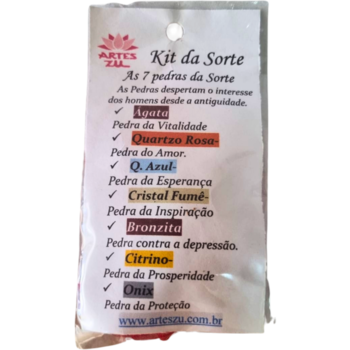 ARTES
ZU
Kit da Sorte
As 7 pedras da Sorte
As Pedras despertam o interesse
dos homens desde a antiguidade.
✓ Agata
Pedra da Vitalidade
✓ Quartzo Rosa-
Pedra do Amor.
✓ Q. Azul-
Pedra da Esperança
✓ Cristal Fumê-
Pedra da Inspiração
✓ Bronzita
Pedra contra a depressão.
✓ Citrino-
Pedra da Prosperidade
✓ Onix
Pedra da Proteção
www.arteszu.com.br